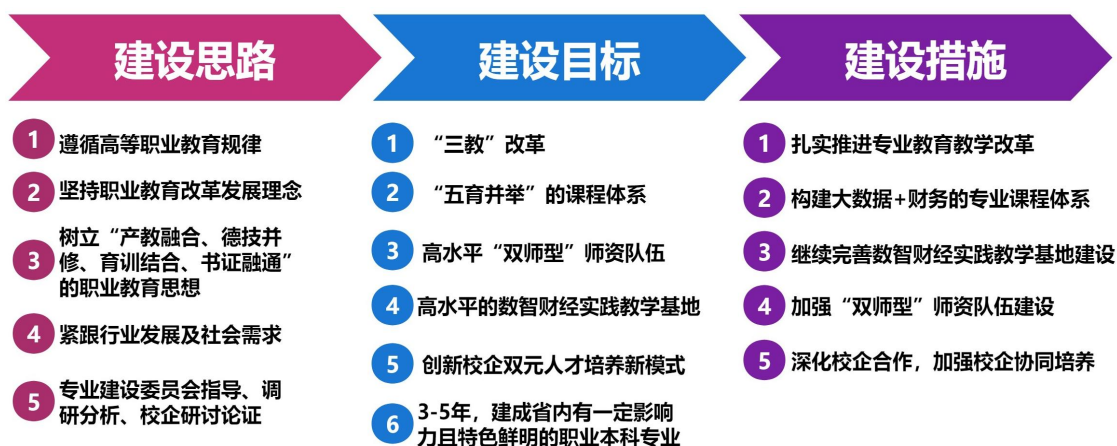 建设思路
1 遵循高等职业教育规律
2 坚持职业教育改革发展理念
3 树立“产教融合、德技并
修、育训结合、书证融通”
的职业教育思想
4 紧跟行业发展及社会需求
5 专业建设委员会指导、调
研分析、校企研讨论证
建设目标
1 “三教”改革
2 “五育并举”的课程体系
3 高水平“双师型”师资队伍
4 高水平的数智财经实践教学基地
5 创新校企双元人才培养新模式
6 3-5年，建成省内有一定影响
力且特色鲜明的职业本科专业
建设措施
1 扎实推进专业教育教学改革
2 构建大数据+财务的专业课程体系
3 继续完善数智财经实践教学基地建设
4 加强“双师型”师资队伍建设
5 深化校企合作，加强校企协同培养